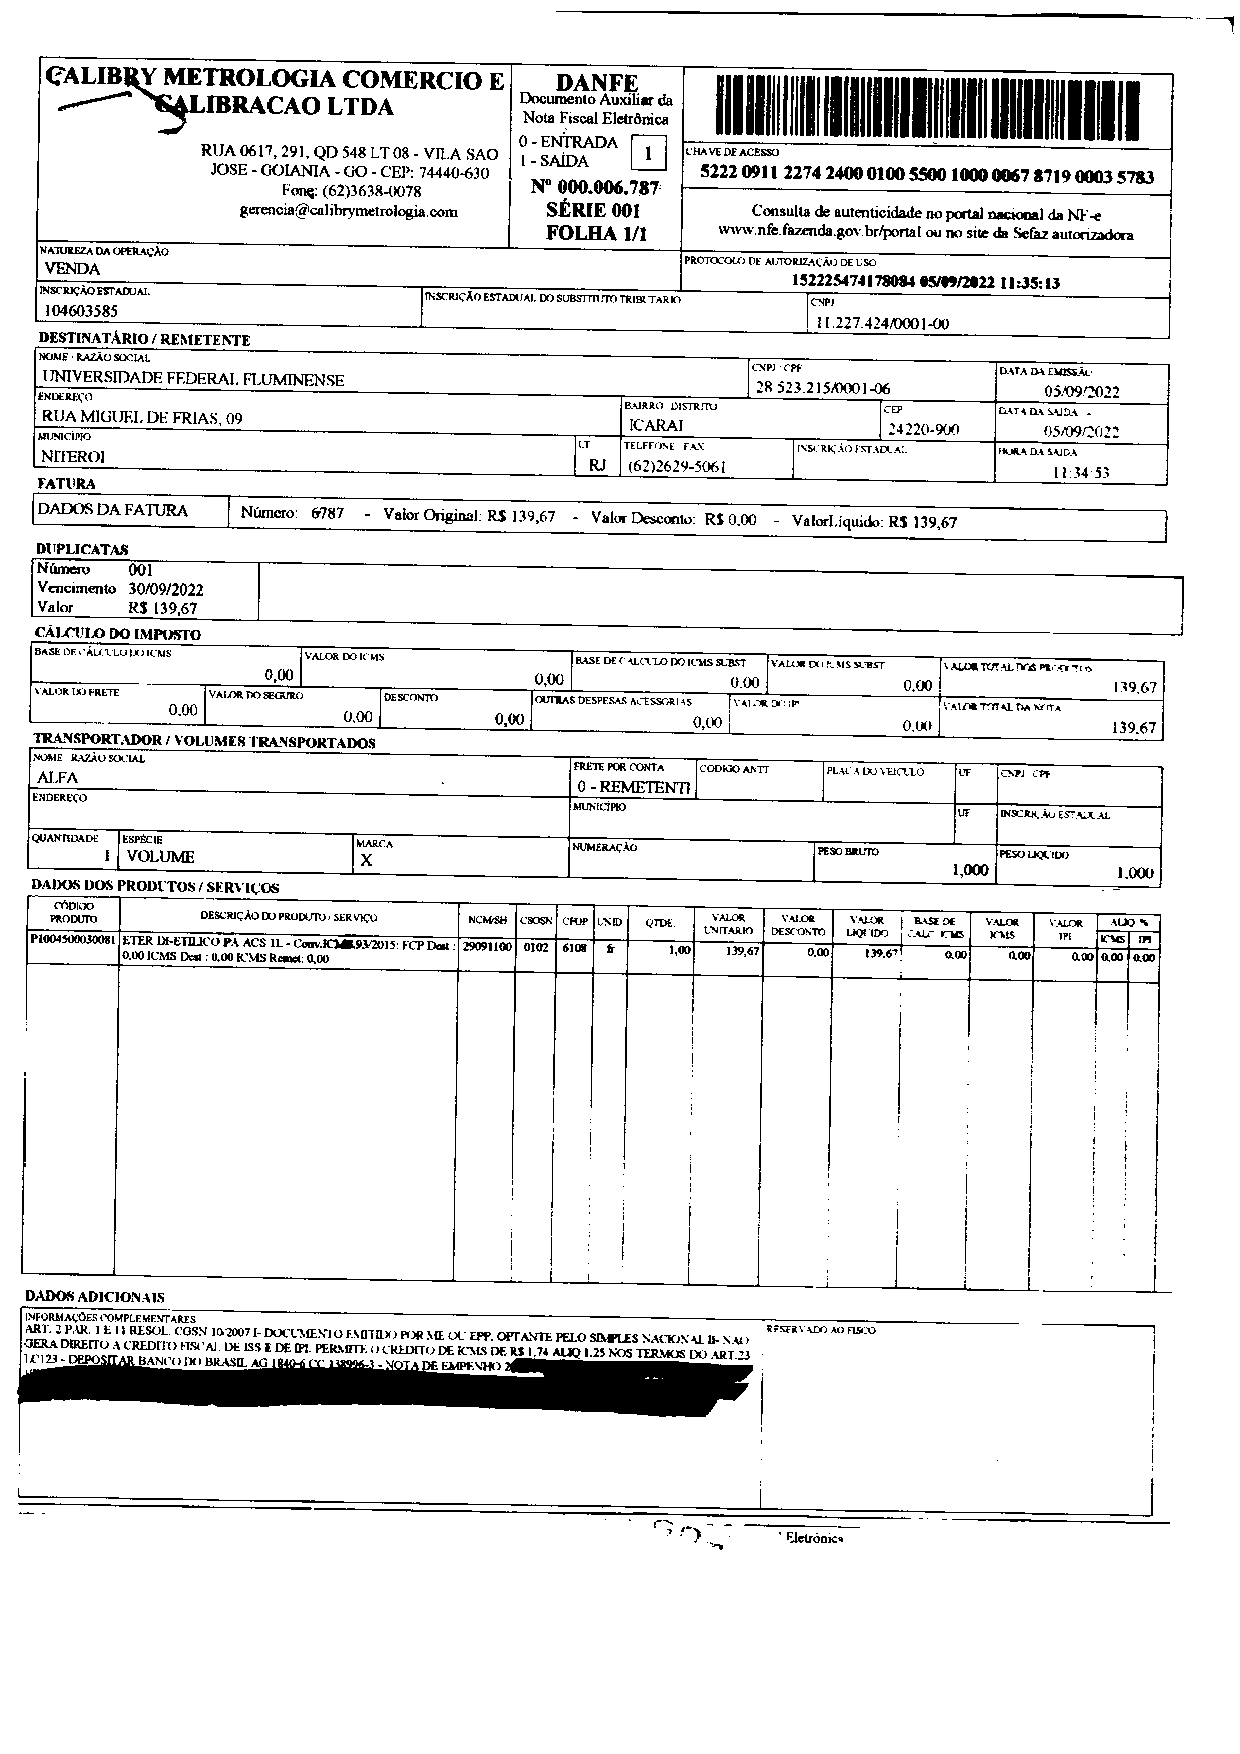 CALIBRY METROLOGIA COMERCIO E
CALIBRACAO LTDA
RUA 0617, 291, QD 548 LT 08 - VILA SAO
JOSE - GOIANIA - GO - CEP: 74440-630
Fone: (62)3638-0078
gerencia@calibrymetrologia.com
DANFE
Documento Auxiliar da
Nota Fiscal Eletrônica
0 - ENTRADA
1 - SAÍDA
1
Nº 000.006.787
SÉRIE 001
FOLHA 1/1
CHAVE DE ACESSO
5222 0911 2274 2400 0100 5500 1000 0067 8719 0003 5783
Consulta de autenticidade no portal nacional da NF-e
www.nfe.fazenda.gov.br/portal ou no site da Sefaz autorizadora
NATUREZA DA OPERAÇÃO
VENDA
PROTOCOLO DE AUTORIZAÇÃO DE USO
152225474178084 05/09/2022 11:35:13
INSCRIÇÃO ESTADUAL
104603585
INSCRIÇÃO ESTADUAL DO SUBSTITUTO TRIBUTARIO
CNPJ
11.227.424/0001-00
DESTINATÁRIO / REMETENTE
NOME - RAZÃO SOCIAL
UNIVERSIDADE FEDERAL FLUMINENSE
CNPJ - CPF
28.523.215/0001-06
DATA DA EMISSÃO
05/09/2022
ENDEREÇO
RUA MIGUEL DE FRIAS, 09
BAIRRO - DISTRITO
ICARAI
CEP
24220-900
DATA DA SAÍDA
05/09/2022
MUNICÍPIO
NITEROI
UF
RJ
TELEFONE - FAX
(62)2629-5061
INSCRIÇÃO ESTADUAL
HORA DA SAÍDA
11:34:53
FATURA
DADOS DA FATURA
Número: 6787 - Valor Original: R$ 139,67 - Valor Desconto: R$ 0,00 - ValorLíquido: R$ 139,67
DUPLICATAS
Número 001
Vencimento 30/09/2022
Valor R$ 139,67
CÁLCULO DO IMPOSTO
BASE DE CÁLCULO DO ICMS
0,00
VALOR DO ICMS
0,00
BASE DE CALCULO DO ICMS SUBST
0,00
VALOR DO ICMS SUBST
0,00
VALOR TOTAL DOS PRODUTOS
139,67
VALOR DO FRETE
0,00
VALOR DO SEGURO
0,00
DESCONTO
0,00
OUTRAS DESPESAS ACESSORIAS
0,00
VALOR DO IPI
0,00
VALOR TOTAL DA NOTA
139,67
TRANSPORTADOR / VOLUMES TRANSPORTADOS
NOME - RAZÃO SOCIAL
ALFA
FRETE POR CONTA
0 - REMETENTI
CODIGO ANTT
PLACA DO VEICULO
UF
CNPJ - CPF
ENDEREÇO
MUNICÍPIO
UF
INSCRIÇÃO ESTADUAL
QUANTIDADE
1
ESPÉCIE
VOLUME
MARCA
X
NUMERAÇÃO
PESO BRUTO
1,000
PESO LIQUIDO
1,000
DADOS DOS PRODUTOS / SERVIÇOS
CÓDIGO PRODUTO DESCRIÇÃO DO PRODUTO / SERVIÇO NCM/SH CSOSN CFOP UNID QTDE. VALOR UNITARIO VALOR DESCONTO VALOR LIQUIDO BASE DE CALC ICMS VALOR ICMS VALOR IPI ALIQ % ICMS IPI
P1004500030081 ETER DI-ETILICO PA ACS 1L - Conv.ICMS.93/2015: FCP Dest : 29091100 0102 6108 fr 1,00 139,67 0,00 139,67 0,00 0,00 0,00 0,00 0,00
0,00 ICMS Dest : 0,00 ICMS Remet: 0,00
DADOS ADICIONAIS
INFORMAÇÕES COMPLEMENTARES
ART. 2 PAR. 1 E 11 RESOL. CGSN 10/2007 I- DOCUMENTO EMITIDO POR ME OU EPP. OPTANTE PELO SIMPLES NACIONAL II- NAO
GERA DIREITO A CREDITO FISCAL DE ISS E DE IPI. PERMITE O CREDITO DE ICMS DE R$ 1,74 ALIQ 1.25 NOS TERMOS DO ART.23
LC123 - DEPOSITAR BANCO DO BRASIL AG 1840-6 CC 138996-3 - NOTA DE EMPENHO 2
RESERVADO AO FISCO
Eletrônica